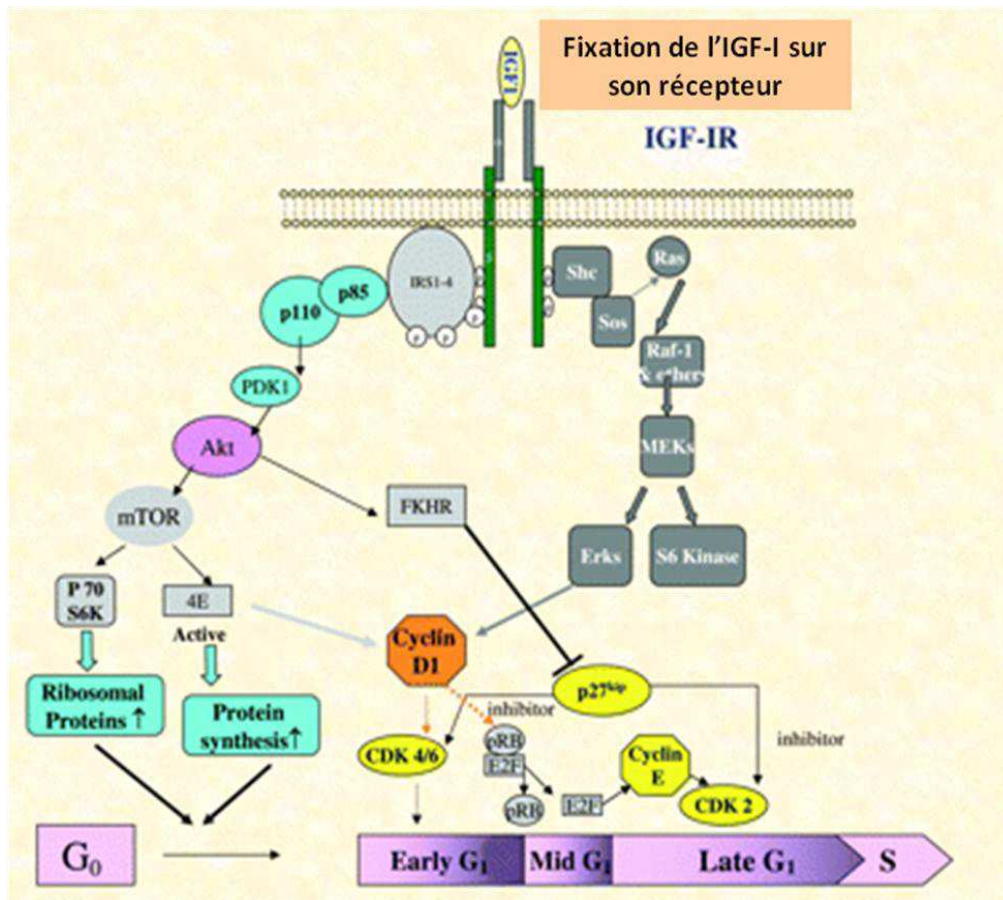 Fixation de l'IGF-I sur
son récepteur
IGF1
IGF-IR
S
S
p110
p85
IRS1-4
P
P
P
P
P
Shc
Sos
Ras
Raf-1
& others
PDK1
Akt
MEKs
mTOR
FKHR
Erks
S6 Kinase
P 70
S6K
4E
Active
Cyclin
D1
p27kip
Ribosomal
Proteins ↑
Protein
synthesis↑
inhibitor
inhibitor
CDK 4/6
pRB
E2F
pRB
E2F
Cyclin
E
CDK 2
G0
Early G1
Mid G1
Late G1
S